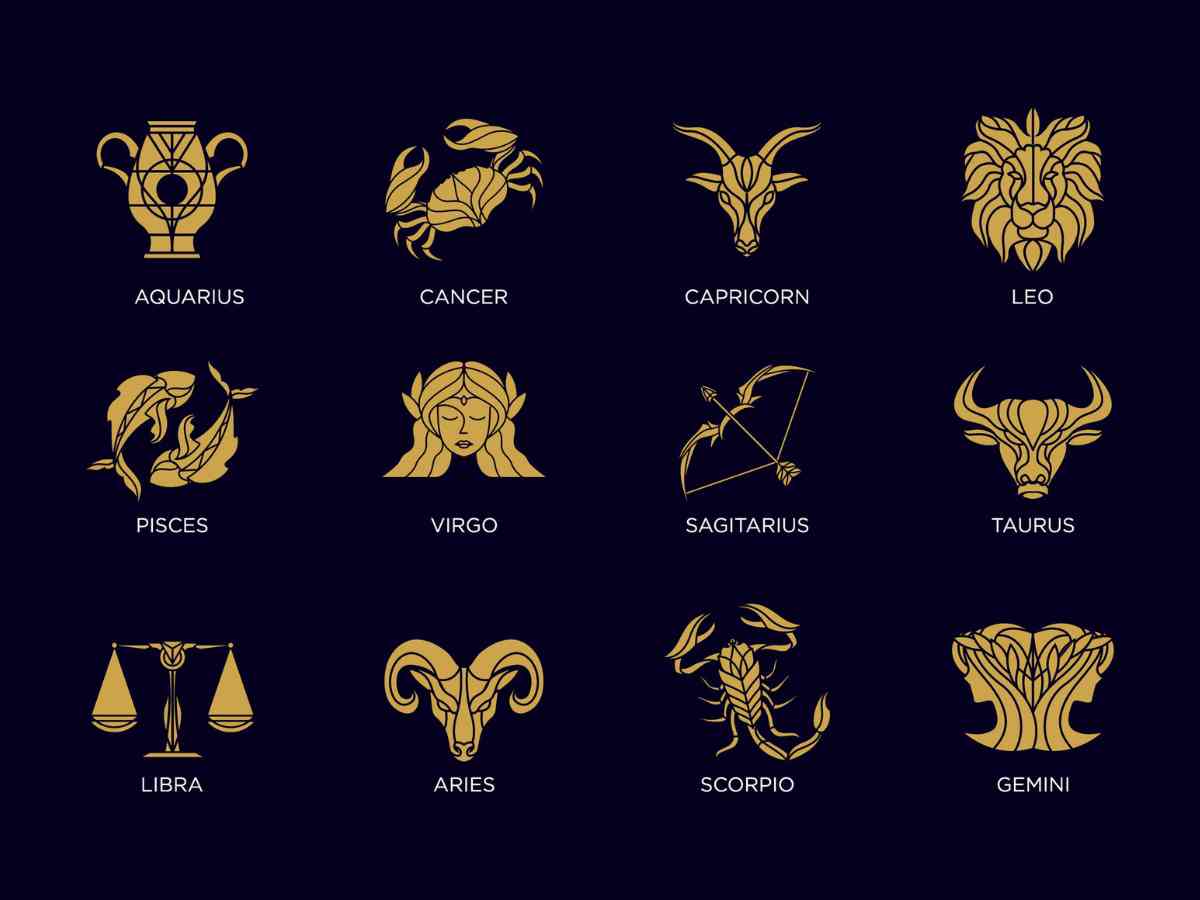 AQUARIUS
CANCER
CAPRICORN
LEO
PISCES
VIRGO
SAGITARIUS
TAURUS
LIBRA
ARIES
SCORPIO
GEMINI